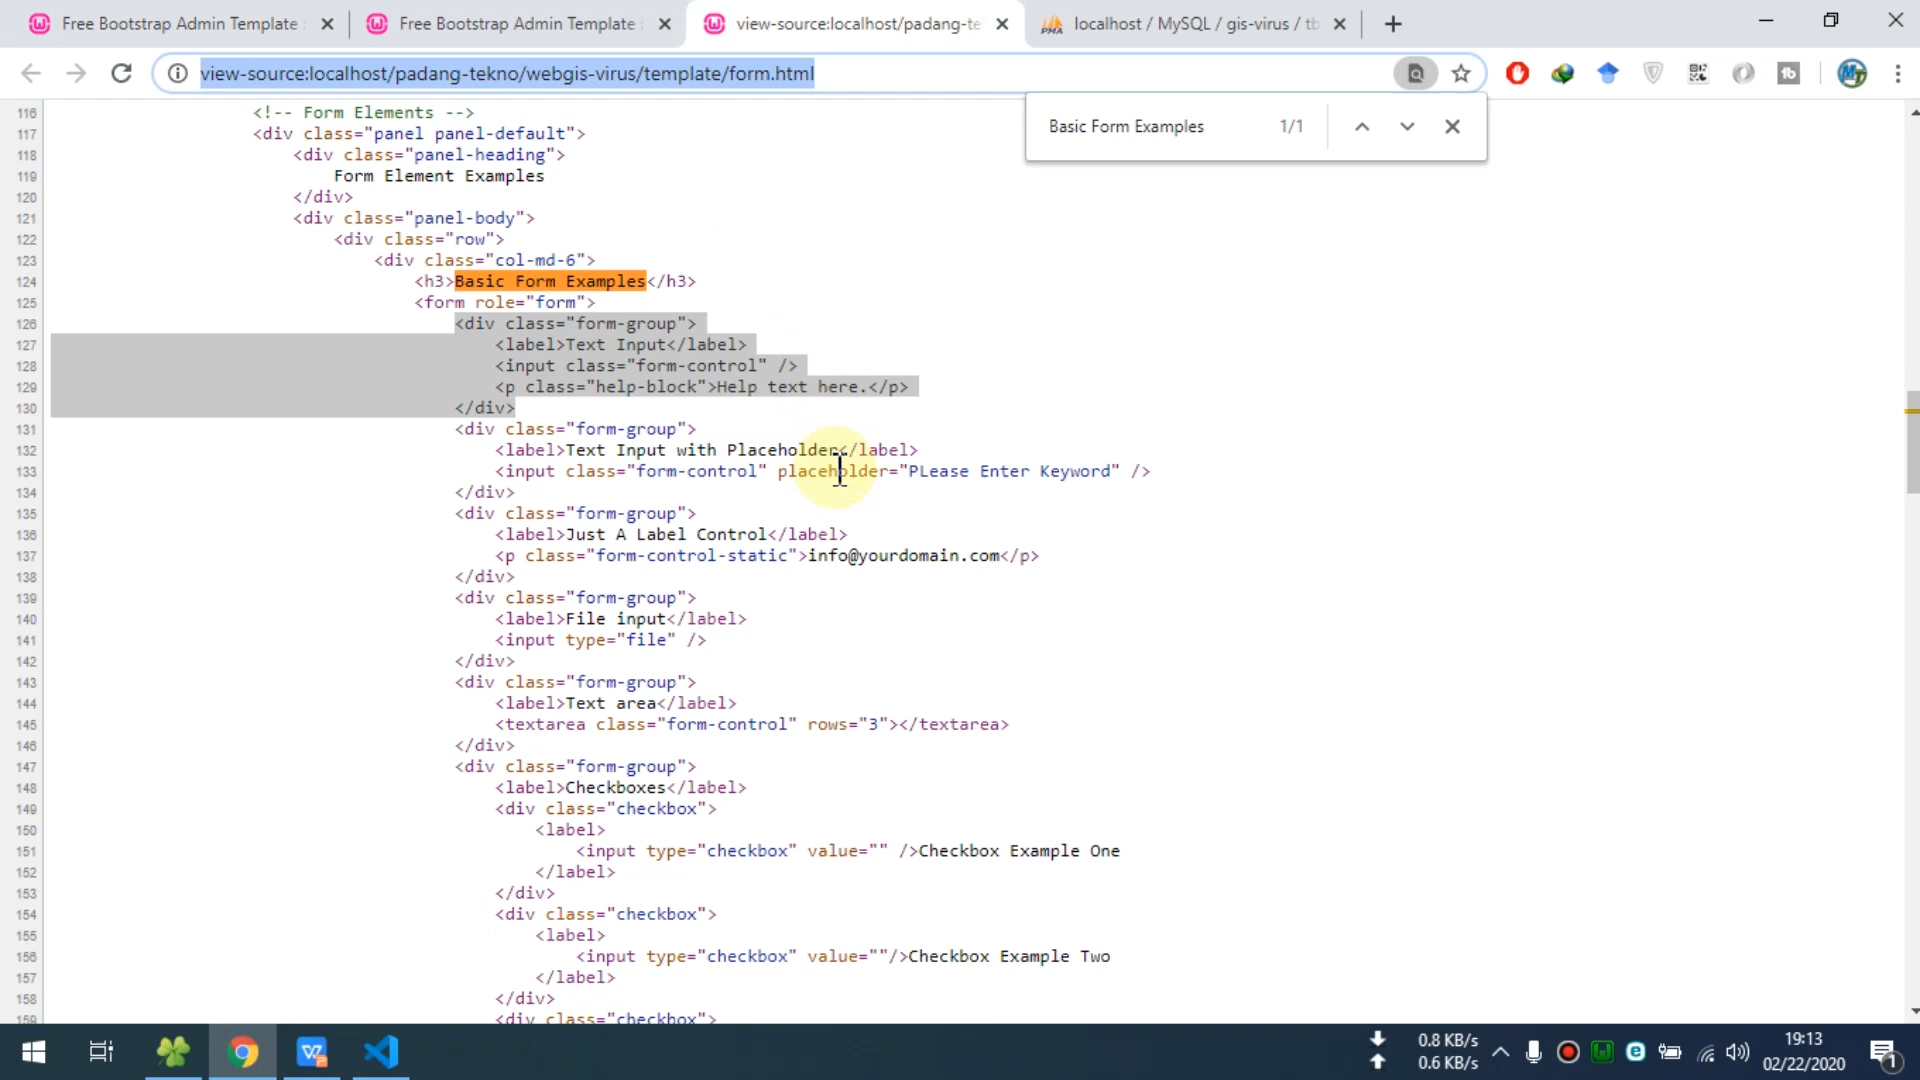 Free Bootstrap Admin Template :
Free Bootstrap Admin Template :
view-source:localhost/padang-te
localhost / MySQL / gis-virus / tb
view-source:localhost/padang-tekno/webgis-virus/template/form.html
Basic Form Examples 1/1
116 <!-- Form Elements -->
117 <div class="panel panel-default">
118 <div class="panel-heading">
119 Form Element Examples
120 </div>
121 <div class="panel-body">
122 <div class="row">
123 <div class="col-md-6">
124 <h3>Basic Form Examples</h3>
125 <form role="form">
126 <div class="form-group">
127 <label>Text Input</label>
128 <input class="form-control" />
129 <p class="help-block">Help text here.</p>
130 </div>
131 <div class="form-group">
132 <label>Text Input with Placeholder</label>
133 <input class="form-control" placeholder="PLease Enter Keyword" />
134 </div>
135 <div class="form-group">
136 <label>Just A Label Control</label>
137 <p class="form-control-static">info@yourdomain.com</p>
138 </div>
139 <div class="form-group">
140 <label>File input</label>
141 <input type="file" />
142 </div>
143 <div class="form-group">
144 <label>Text area</label>
145 <textarea class="form-control" rows="3"></textarea>
146 </div>
147 <div class="form-group">
148 <label>Checkboxes</label>
149 <div class="checkbox">
150 <label>
151 <input type="checkbox" value="" />Checkbox Example One
152 </label>
153 </div>
154 <div class="checkbox">
155 <label>
156 <input type="checkbox" value=""/>Checkbox Example Two
157 </label>
158 </div>
159 <div class="checkbox">
0.8 KB/s
0.6 KB/s
19:13
02/22/2020
1